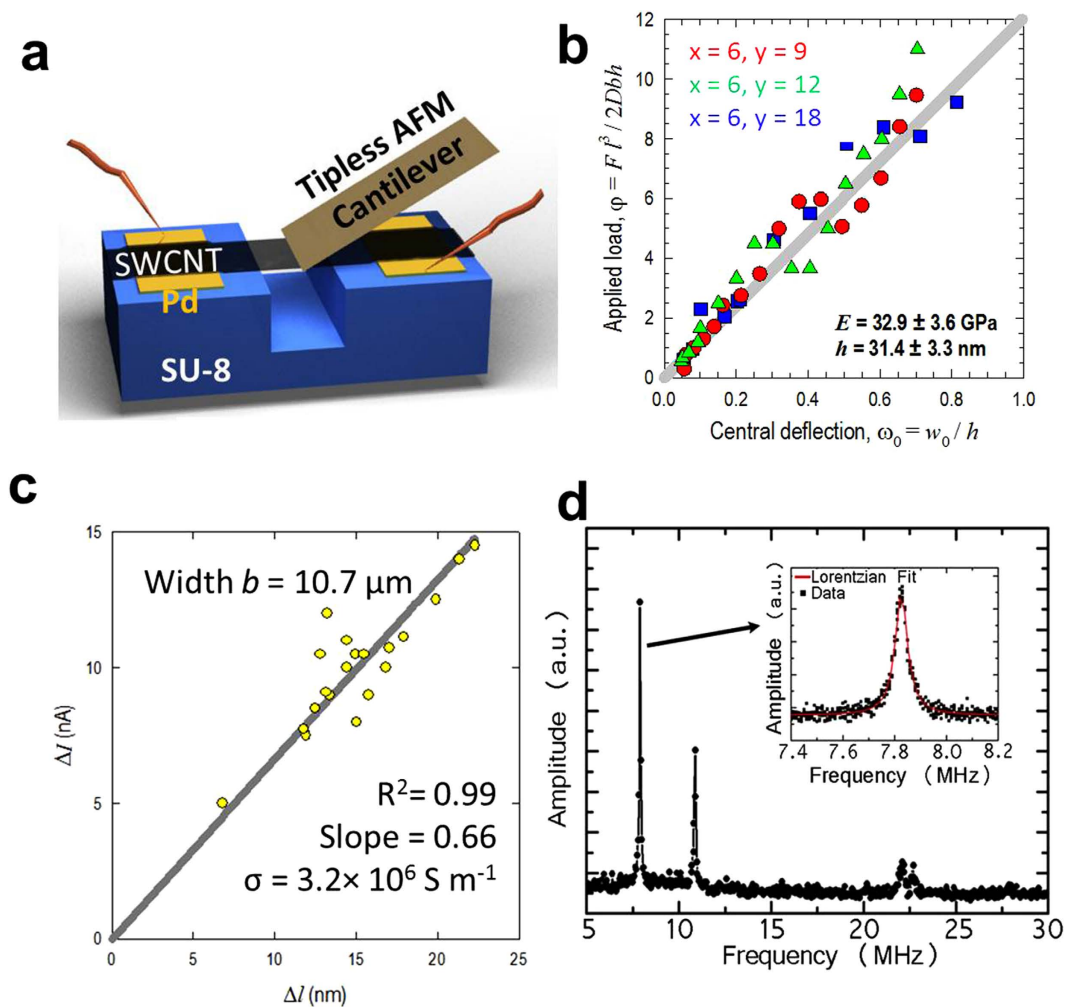 a
Tipless AFM
Cantilever
SWCNT
Pd
SU-8
b
x = 6, y = 9
x = 6, y = 12
x = 6, y = 18
Applied load, φ = F l³ / 2Dbh
12
10
8
6
4
2
0
E = 32.9 ± 3.6 GPa
h = 31.4 ± 3.3 nm
0.0 0.2 0.4 0.6 0.8 1.0
Central deflection, ω₀ = w₀ / h
c
Width b = 10.7 μm
ΔI (nA)
15
10
5
0
R²= 0.99
Slope = 0.66
σ = 3.2× 10⁶ S m⁻¹
0 5 10 15 20 25
Δl (nm)
d
Amplitude (a.u.)
Lorentzian Fit
Data
Amplitude (a.u.)
7.4 7.6 7.8 8.0 8.2
Frequency (MHz)
5 10 15 20 25 30
Frequency (MHz)